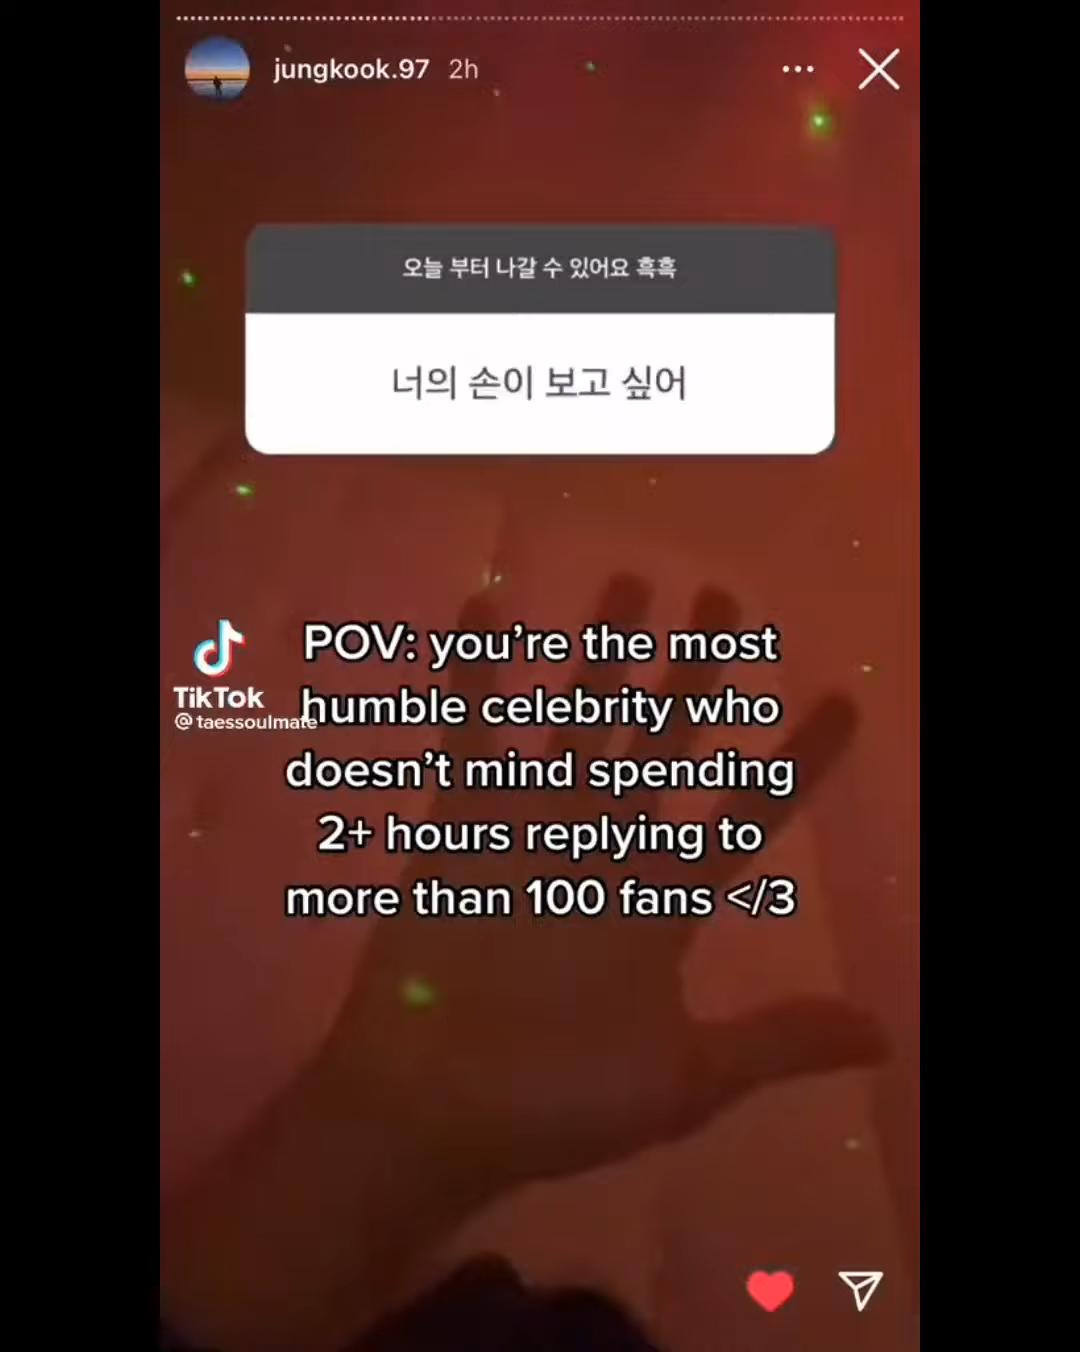 jungkook.97 2h
오늘 부터 나갈 수 있어요 흑흑
너의 손이 보고 싶어
POV: you're the most
humble celebrity who
doesn't mind spending
2+ hours replying to
more than 100 fans </3
TikTok
@taessoulmate